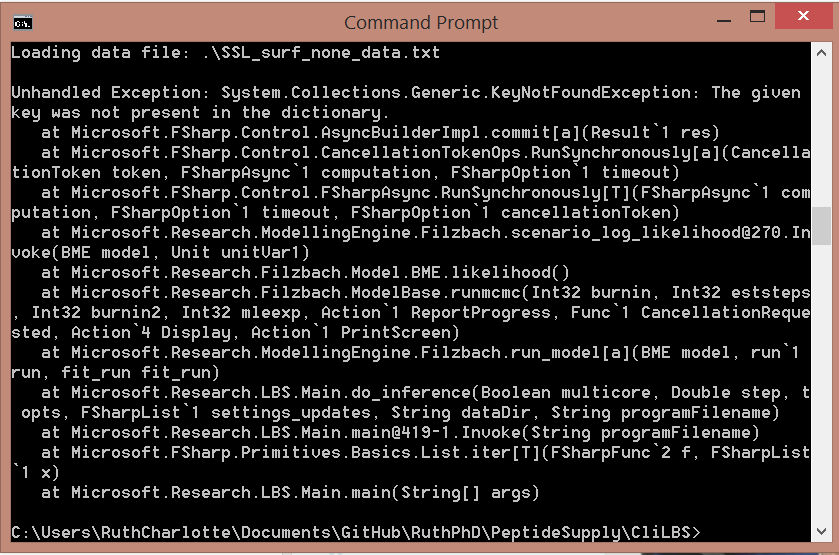 Command Prompt
Loading data file: .\SSL_surf_none_data.txt
Unhandled Exception: System.Collections.Generic.KeyNotFoundException: The given
key was not present in the dictionary.
   at Microsoft.FSharp.Control.AsyncBuilderImpl.commit[a](Result`1 res)
   at Microsoft.FSharp.Control.CancellationTokenOps.RunSynchronously[a](Cancella
tionToken token, FSharpAsync`1 computation, FSharpOption`1 timeout)
   at Microsoft.FSharp.Control.FSharpAsync.RunSynchronously[T](FSharpAsync`1 com
putation, FSharpOption`1 timeout, FSharpOption`1 cancellationToken)
   at Microsoft.Research.ModellingEngine.Filzbach.scenario_log_likelihood@270.In
voke(BME model, Unit unitVar1)
   at Microsoft.Research.Filzbach.Model.BME.likelihood()
   at Microsoft.Research.Filzbach.ModelBase.runmcmc(Int32 burnin, Int32 eststeps
, Int32 burnin2, Int32 mleexp, Action`1 ReportProgress, Func`1 CancellationReque
sted, Action`4 Display, Action`1 PrintScreen)
   at Microsoft.Research.ModellingEngine.Filzbach.run_model[a](BME model, run`1
run, fit_run fit_run)
   at Microsoft.Research.LBS.Main.do_inference(Boolean multicore, Double step, t
 opts, FSharpList`1 settings_updates, String dataDir, String programFilename)
   at Microsoft.Research.LBS.Main.main@419-1.Invoke(String programFilename)
   at Microsoft.FSharp.Primitives.Basics.List.iter[T](FSharpFunc`2 f, FSharpList
`1 x)
   at Microsoft.Research.LBS.Main.main(String[] args)
C:\Users\RuthCharlotte\Documents\GitHub\RuthPhD\PeptideSupply\CliLBS>